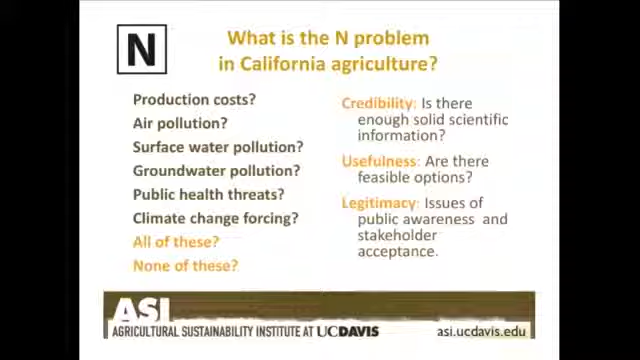 N
What is the N problem
in California agriculture?
Production costs?
Air pollution?
Surface water pollution?
Groundwater pollution?
Public health threats?
Climate change forcing?
All of these?
None of these?
Credibility: Is there
enough solid scientific
information?
Usefulness: Are there
feasible options?
Legitimacy: Issues of
public awareness and
stakeholder
acceptance.
ASI
AGRICULTURAL SUSTAINABILITY INSTITUTE AT UCDAVIS
asi.ucdavis.edu